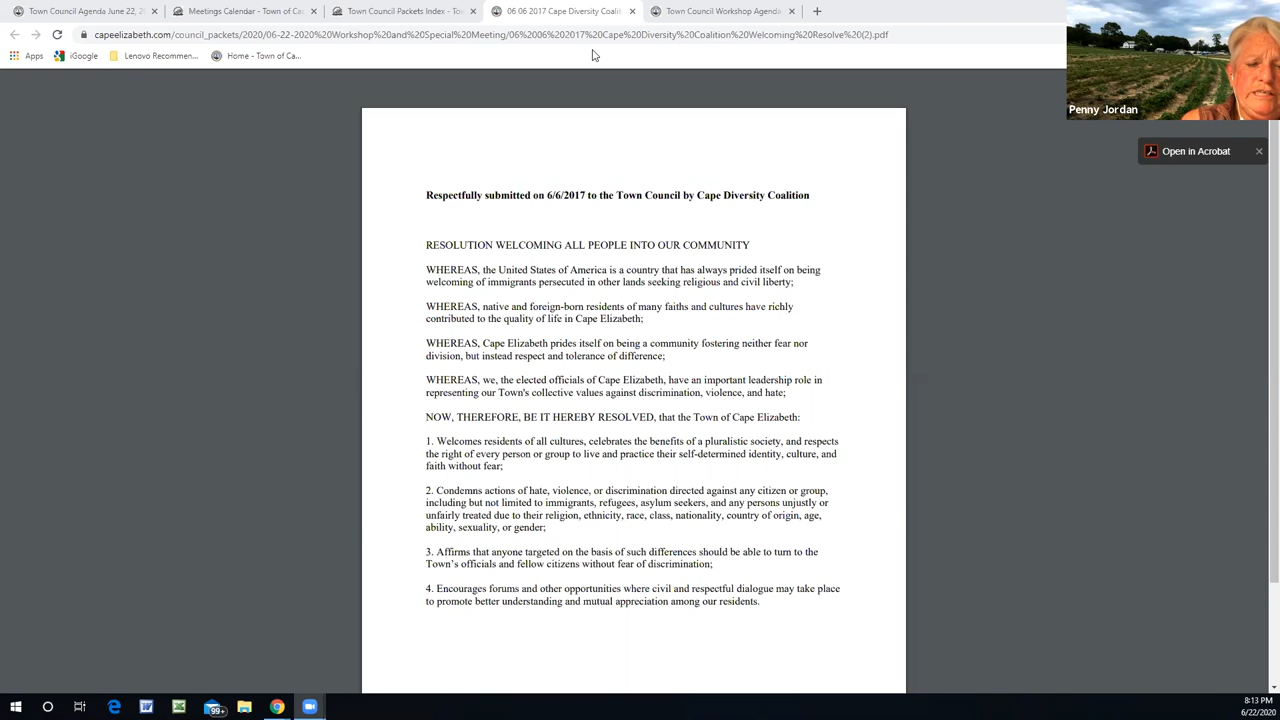 Town Council Agenda June 22, 20
Meetings Calendar - Town of Ca
Town Council Packets Index - To
06 06 2017 Cape Diversity Coalit
Town Council Workshop Agenda
capeelizabeth.com/council_packets/2020/06-22-2020%20Workshop%20and%20Special%20Meeting/06%2006%202017%20Cape%20Diversity%20Coalition%20Welcoming%20Resolve%20(2).pdf
Apps
iGoogle
Lenovo Recommen...
Home - Town of Ca...
Penny Jordan
Open in Acrobat
Respectfully submitted on 6/6/2017 to the Town Council by Cape Diversity Coalition
RESOLUTION WELCOMING ALL PEOPLE INTO OUR COMMUNITY
WHEREAS, the United States of America is a country that has always prided itself on being
welcoming of immigrants persecuted in other lands seeking religious and civil liberty;
WHEREAS, native and foreign-born residents of many faiths and cultures have richly
contributed to the quality of life in Cape Elizabeth;
WHEREAS, Cape Elizabeth prides itself on being a community fostering neither fear nor
division, but instead respect and tolerance of difference;
WHEREAS, we, the elected officials of Cape Elizabeth, have an important leadership role in
representing our Town's collective values against discrimination, violence, and hate;
NOW, THEREFORE, BE IT HEREBY RESOLVED, that the Town of Cape Elizabeth:
1. Welcomes residents of all cultures, celebrates the benefits of a pluralistic society, and respects
the right of every person or group to live and practice their self-determined identity, culture, and
faith without fear;
2. Condemns actions of hate, violence, or discrimination directed against any citizen or group,
including but not limited to immigrants, refugees, asylum seekers, and any persons unjustly or
unfairly treated due to their religion, ethnicity, race, class, nationality, country of origin, age,
ability, sexuality, or gender;
3. Affirms that anyone targeted on the basis of such differences should be able to turn to the
Town’s officials and fellow citizens without fear of discrimination;
4. Encourages forums and other opportunities where civil and respectful dialogue may take place
to promote better understanding and mutual appreciation among our residents.
99+
8:13 PM
6/22/2020